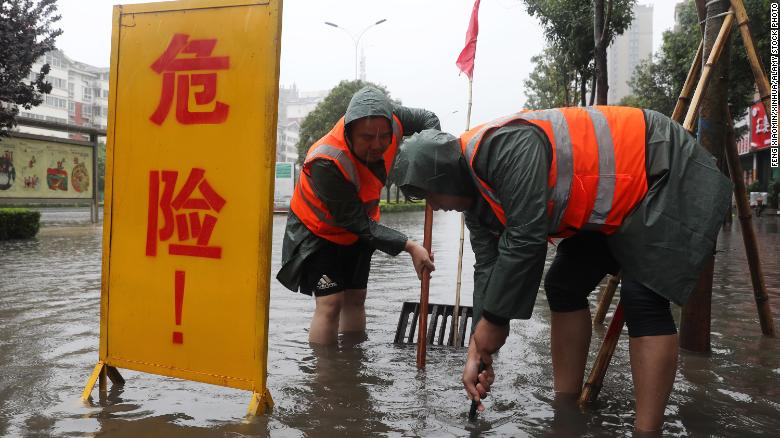 危
险
!
FENG XIAOMIN/XINHUA/ALAMY STOCK PHOTO